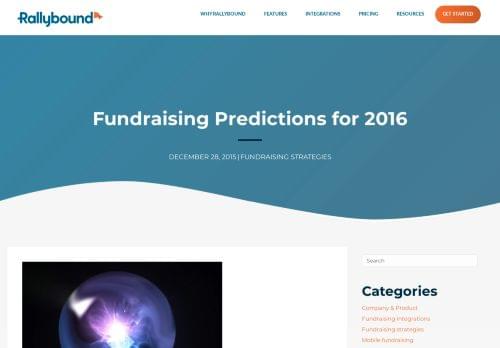 Rallybound
WHY RALLYBOUND
FEATURES
INTEGRATIONS
PRICING
RESOURCES
GET STARTED
Fundraising Predictions for 2016
DECEMBER 28, 2015 | FUNDRAISING STRATEGIES
Search
Categories
Company & Product
Fundraising integrations
Fundraising strategies
Mobile fundraising